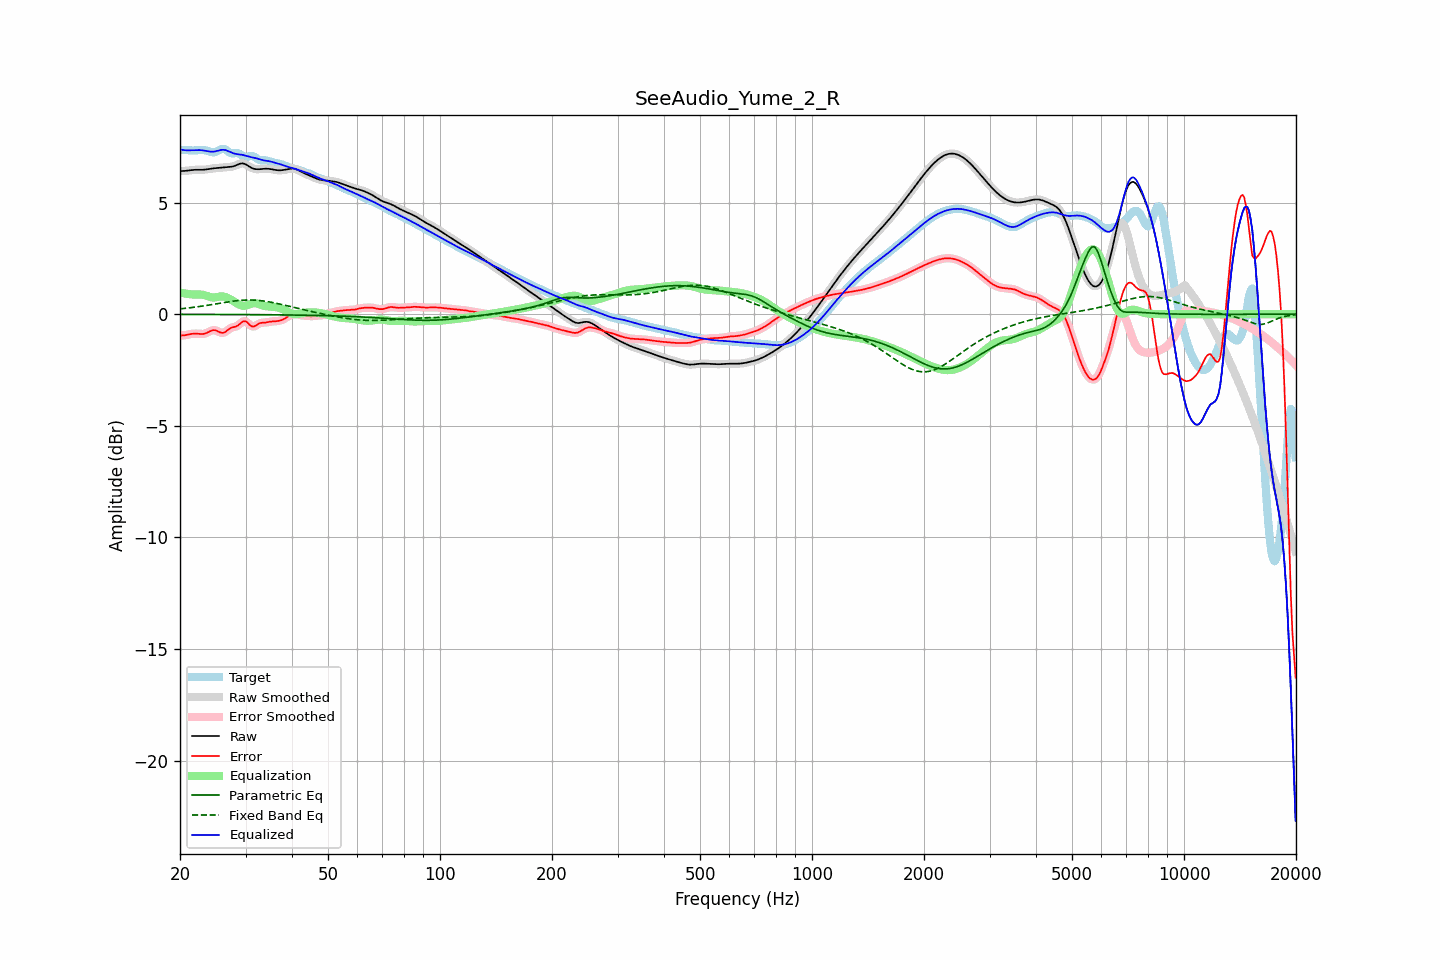 SeeAudio_Yume_2_R
Amplitude (dBr)
5
0
−5
−10
−15
−20
Target
Raw Smoothed
Error Smoothed
Raw
Error
Equalization
Parametric Eq
Fixed Band Eq
Equalized
20 50 100 200 500 1000 2000 5000 10000 20000
Frequency (Hz)